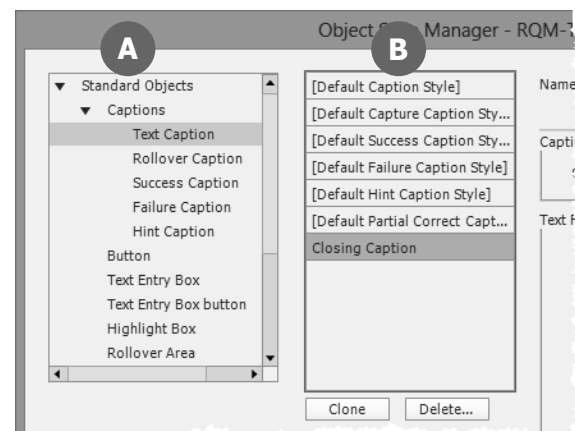 Object Manager - RQM-
A
B
Standard Objects
Captions
Text Caption
Rollover Caption
Success Caption
Failure Caption
Hint Caption
Button
Text Entry Box
Text Entry Box button
Highlight Box
Rollover Area
[Default Caption Style]
[Default Capture Caption Sty...
[Default Success Caption Sty...
[Default Failure Caption Style]
[Default Hint Caption Style]
[Default Partial Correct Capt...
Closing Caption
Clone
Delete...
Name
Capti
Text